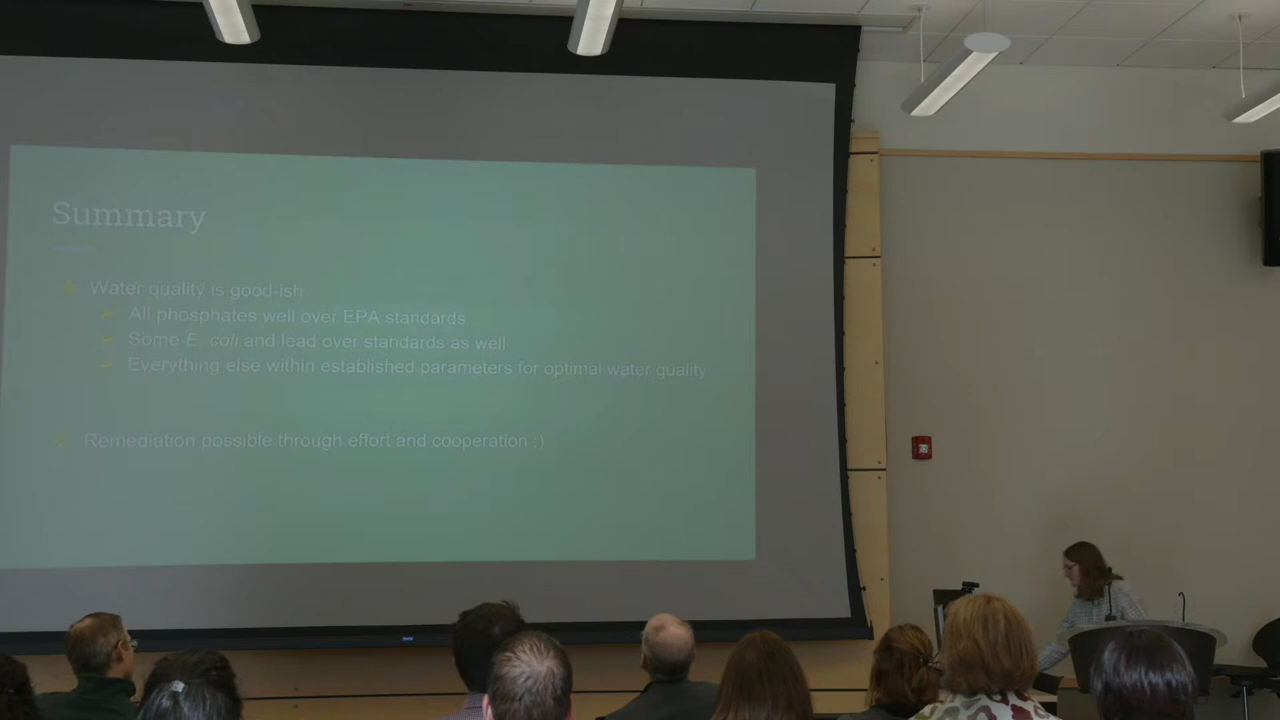 Summary
Water quality is good-ish
All phosphates well over EPA standards
Some E. coli and lead over standards as well
Everything else within established parameters for optimal water quality
Remediation possible through effort and cooperation :)